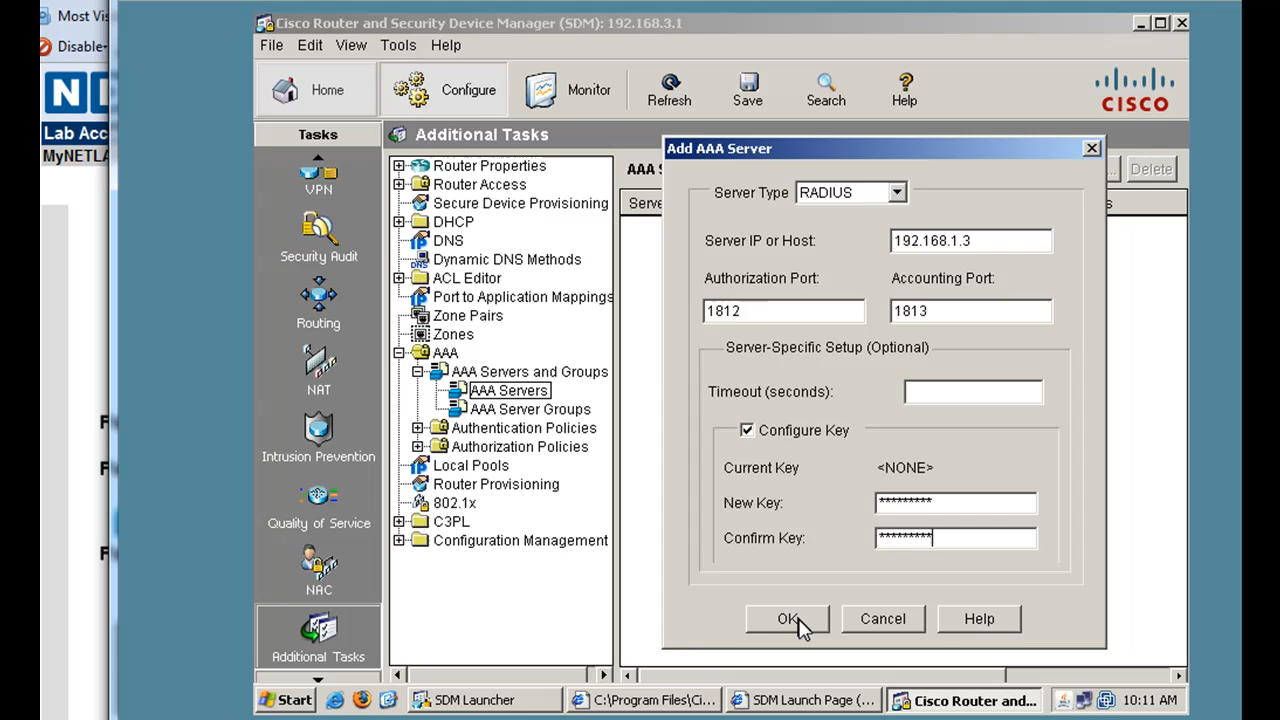 Most Vis
Disable
N
Lab Acc
MyNETLA
Cisco Router and Security Device Manager (SDM): 192.168.3.1
File Edit View Tools Help
Home Configure Monitor Refresh Save Search Help CISCO
Tasks
VPN
Security Audit
Routing
NAT
Intrusion Prevention
Quality of Service
NAC
Additional Tasks
Additional Tasks
Router Properties
Router Access
Secure Device Provisioning
DHCP
DNS
Dynamic DNS Methods
ACL Editor
Port to Application Mappings
Zone Pairs
Zones
AAA
AAA Servers and Groups
AAA Servers
AAA Server Groups
Authentication Policies
Authorization Policies
Local Pools
Router Provisioning
802.1x
C3PL
Configuration Management
AAA S
... Delete
Serve
s
Add AAA Server
Server Type RADIUS
Server IP or Host: 192.168.1.3
Authorization Port: Accounting Port:
1812 1813
Server-Specific Setup (Optional)
Timeout (seconds):
Configure Key
Current Key <NONE>
New Key: *********
Confirm Key: *********
OK Cancel Help
Start SDM Launcher C:\Program Files\Ci... SDM Launch Page (... Cisco Router and... 10:11 AM